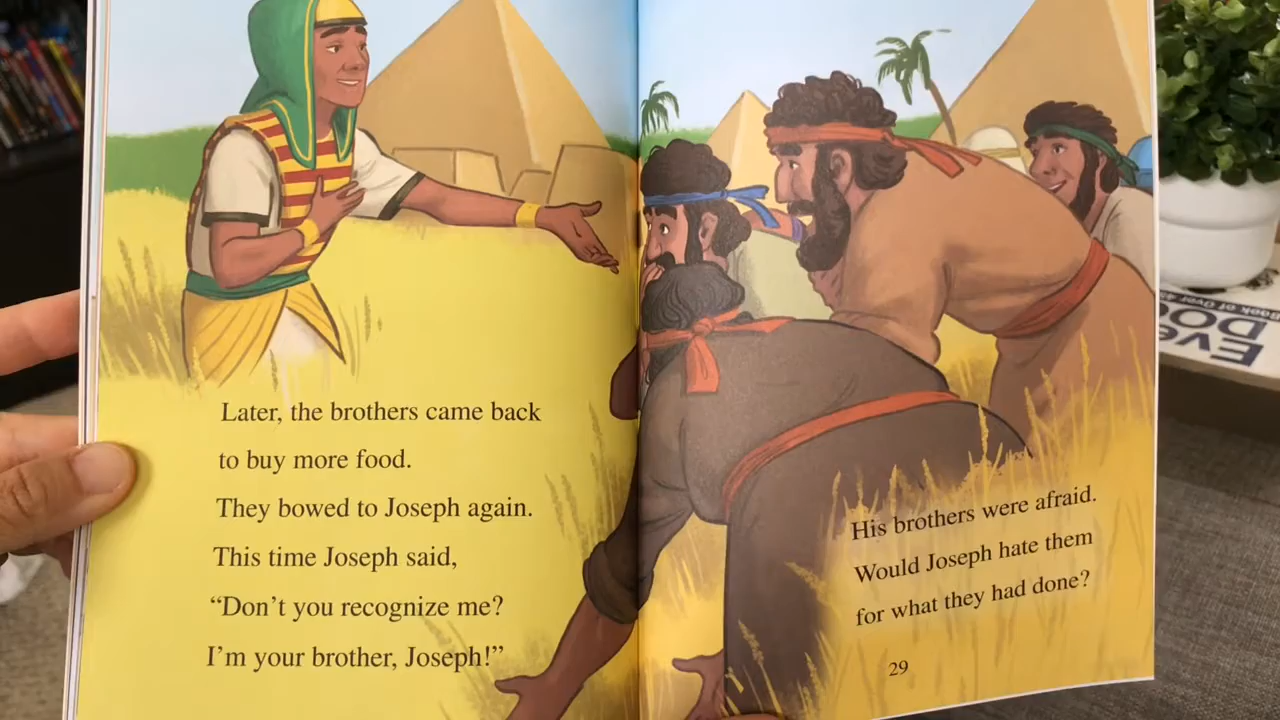 Later, the brothers came back
to buy more food.
They bowed to Joseph again.
This time Joseph said,
“Don’t you recognize me?
I’m your brother, Joseph!”
His brothers were afraid.
Would Joseph hate them
for what they had done?
29